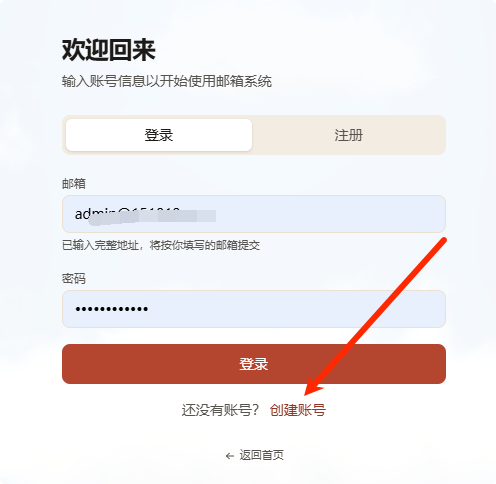 欢迎回来
输入账号信息以开始使用邮箱系统
登录 注册
邮箱
已输入完整地址，将按你填写的邮箱提交
密码
••••••••••••
登录
还没有账号？ 创建账号
← 返回首页